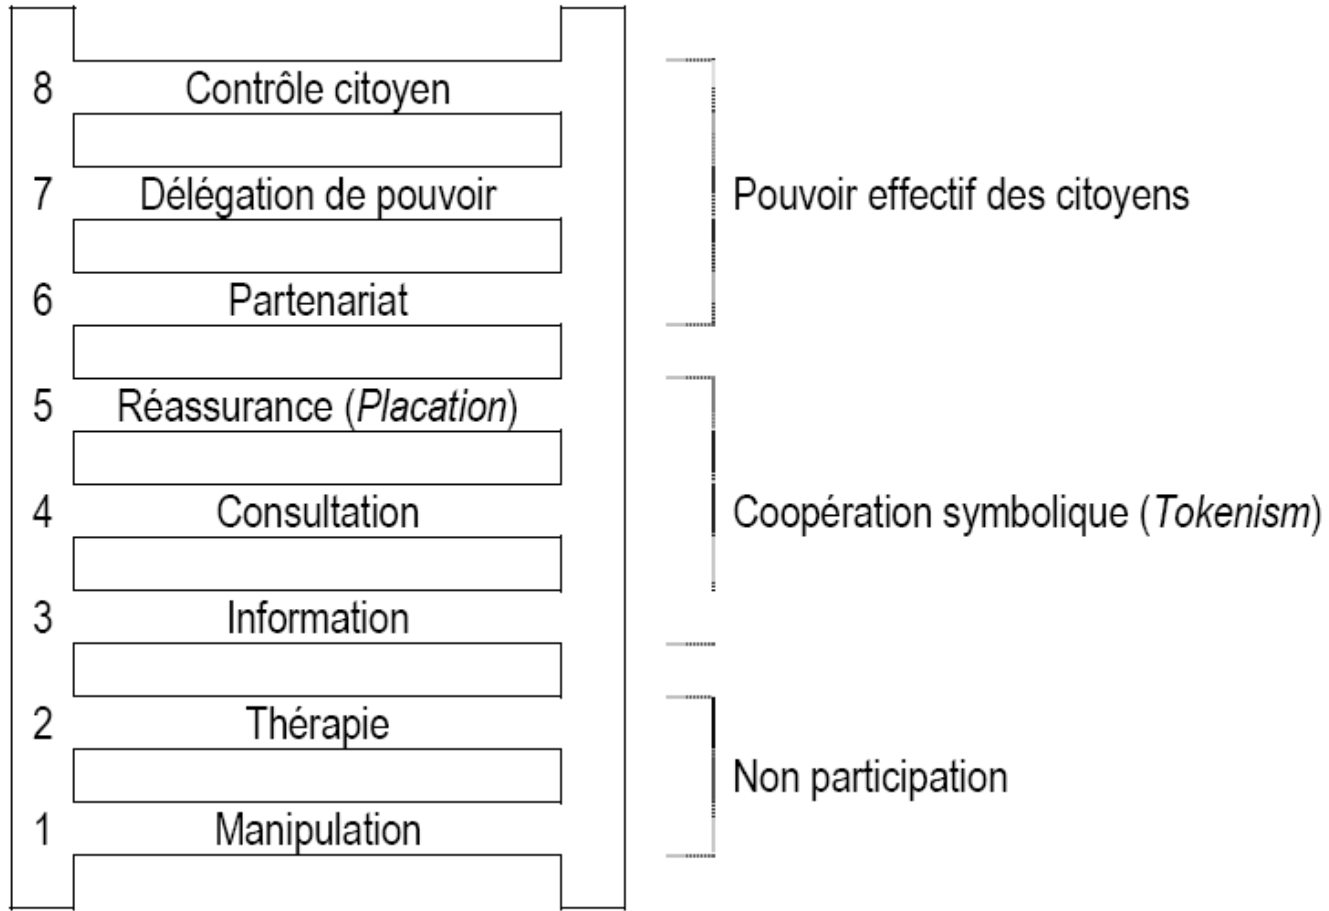 8 Contrôle citoyen
7 Délégation de pouvoir
Pouvoir effectif des citoyens
6 Partenariat
5 Réassurance (Placation)
4 Consultation
Coopération symbolique (Tokenism)
3 Information
2 Thérapie
Non participation
1 Manipulation